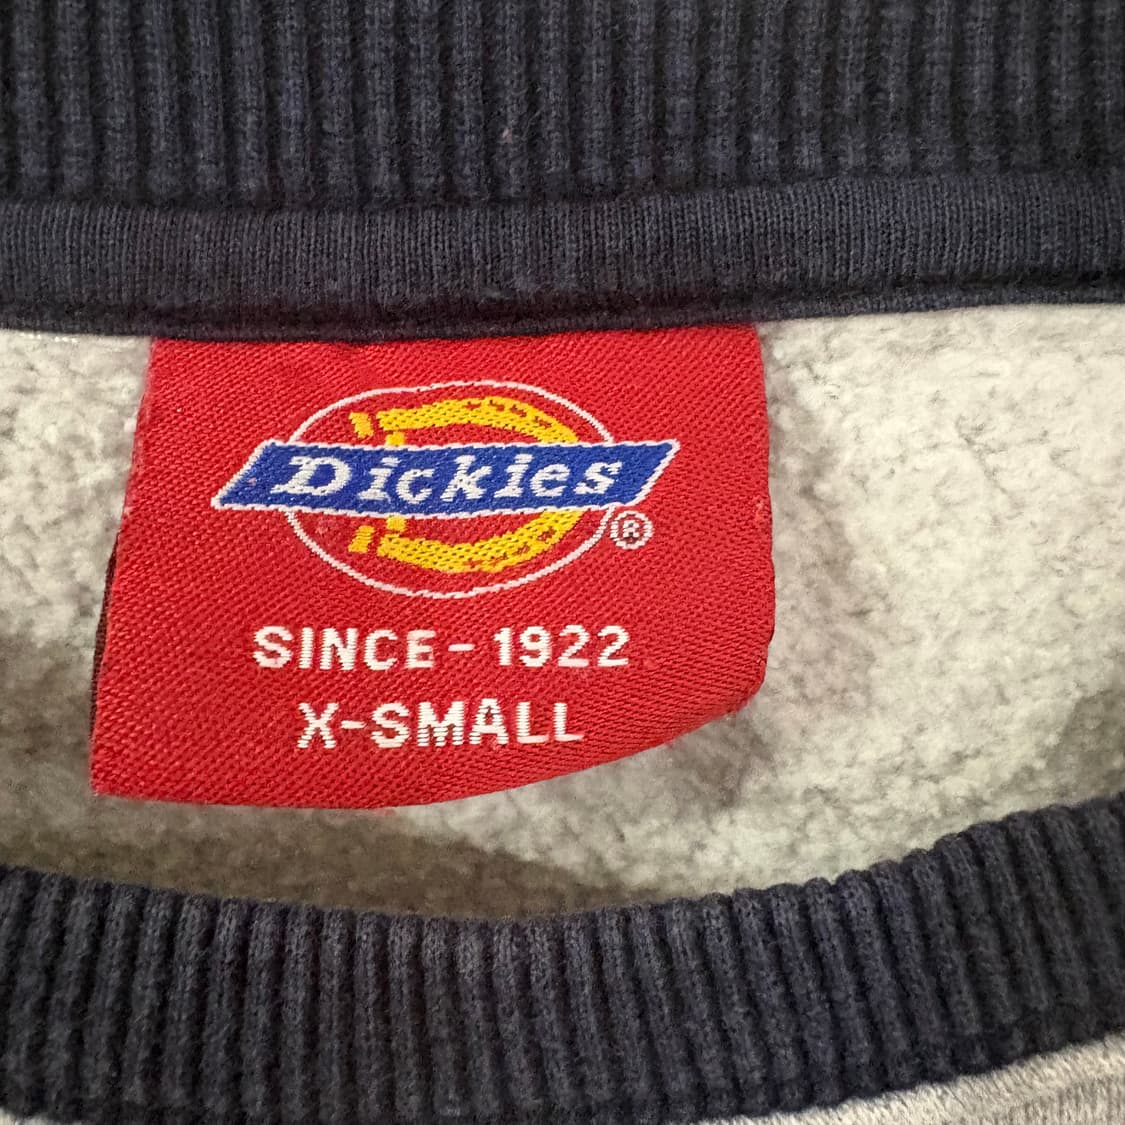 Dickies
®
SINCE - 1922
X-SMALL